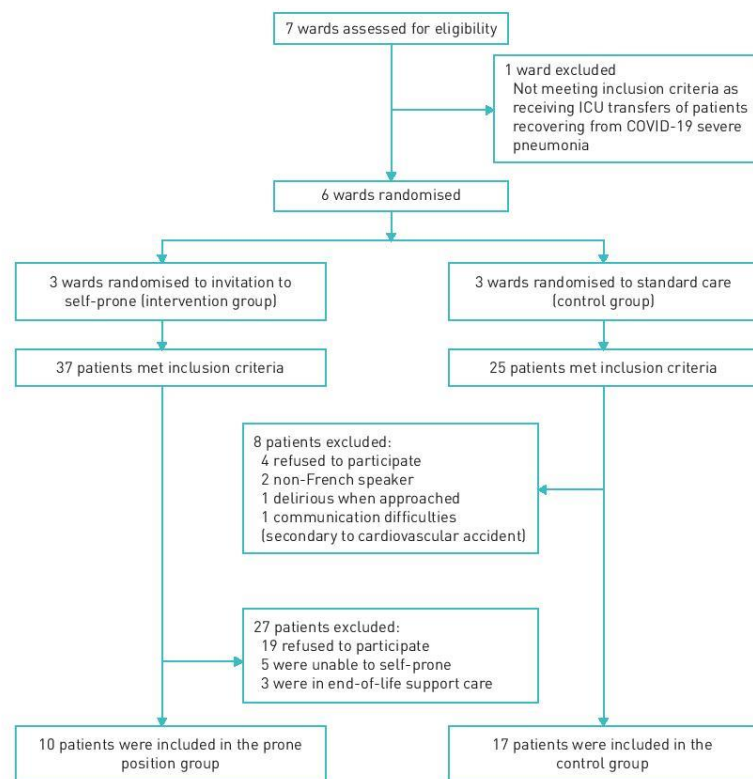 7 wards assessed for eligibility
1 ward excluded
Not meeting inclusion criteria as
receiving ICU transfers of patients
recovering from COVID-19 severe
pneumonia
6 wards randomised
3 wards randomised to invitation to
self-prone (intervention group)
3 wards randomised to standard care
(control group)
37 patients met inclusion criteria
25 patients met inclusion criteria
8 patients excluded:
4 refused to participate
2 non-French speaker
1 delirious when approached
1 communication difficulties
(secondary to cardiovascular accident)
27 patients excluded:
19 refused to participate
5 were unable to self-prone
3 were in end-of-life support care
10 patients were included in the prone
position group
17 patients were included in the
control group